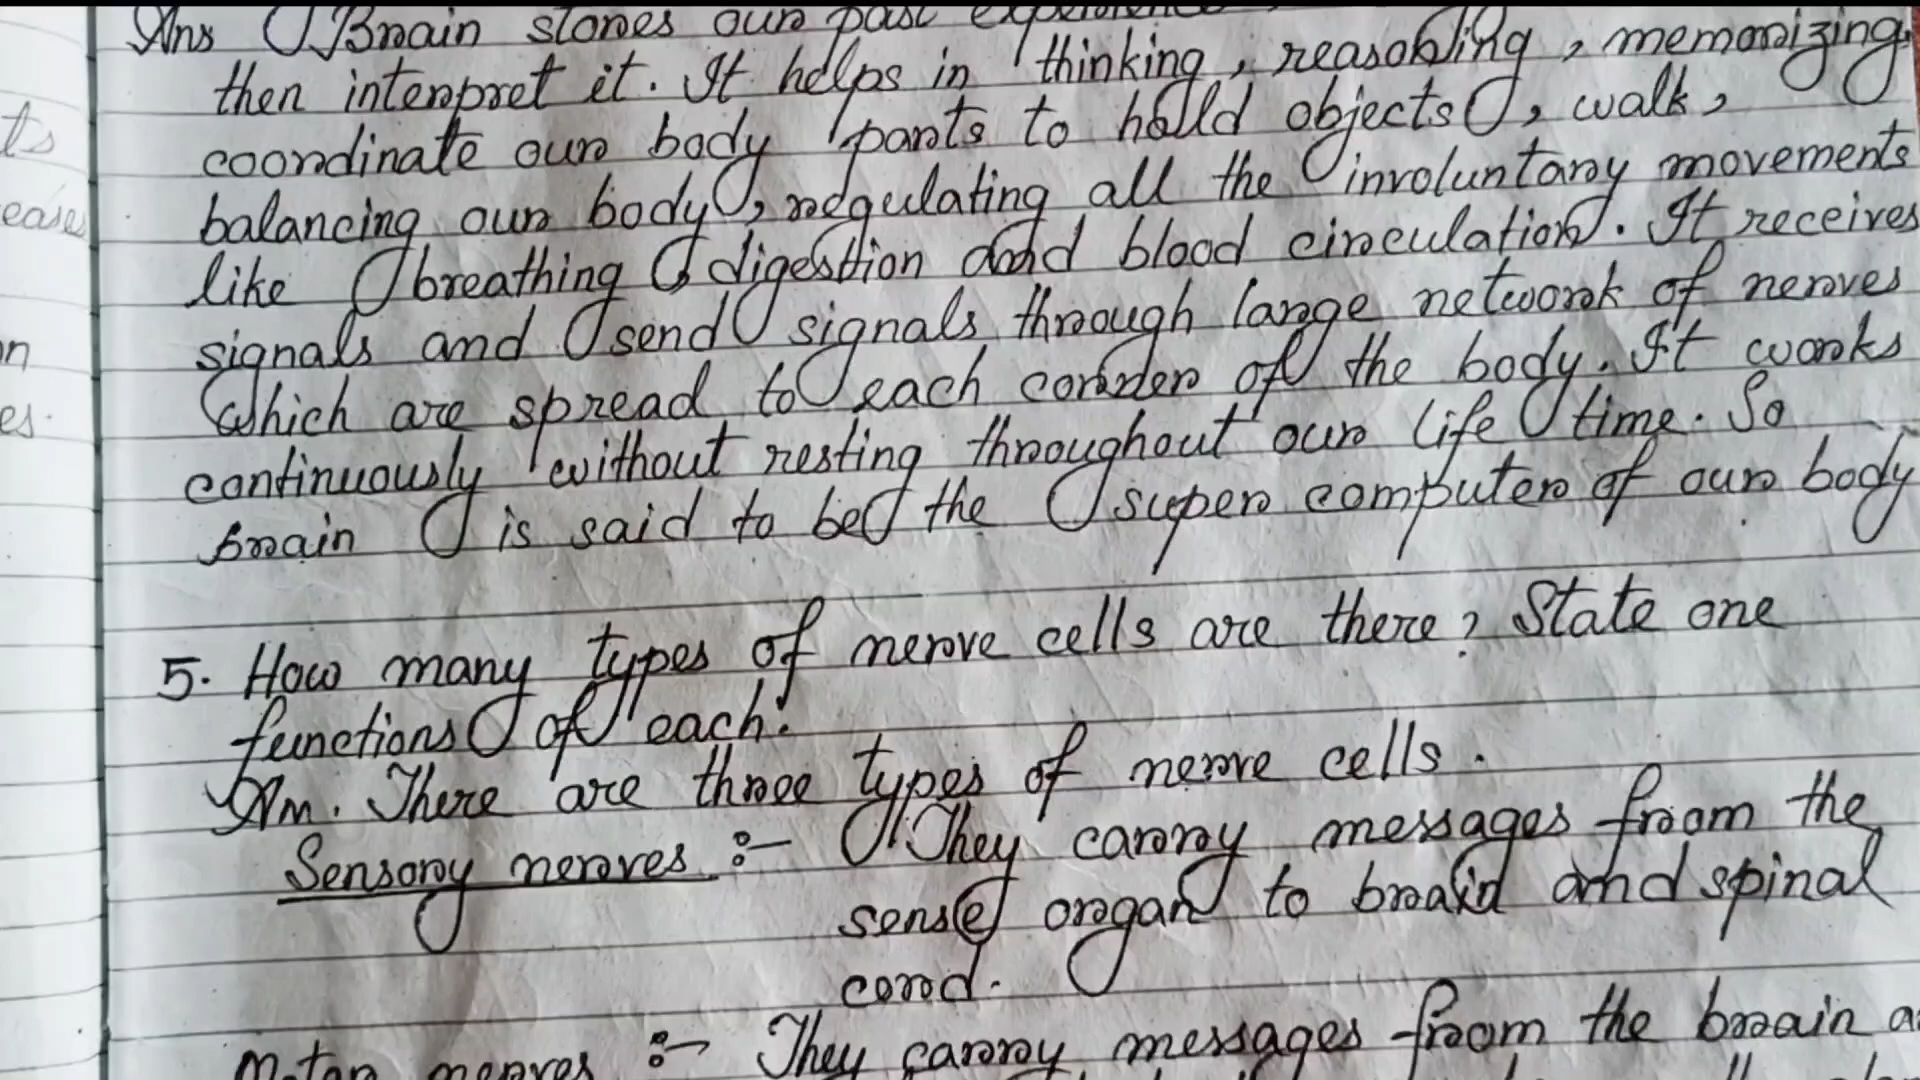 Ans Brain stores our past experience
then interpret it. It helps in thinking, reasoning, memorizing,
coordinate our body parts to hold objects, walk,
balancing our body, regulating all the involuntary movements
like breathing, digestion and blood circulation. It receives
signals and send signals through large network of nerves
which are spread to each corner of the body. It works
continuously without resting throughout our life time. So
brain is said to be the super computer of our body
5. How many types of nerve cells are there? State one
functions of each.
Ans. There are three types of nerve cells.
Sensory nerves :- They carry messages from the
sense organ to brain and spinal
cord.
Motor nerves :- They carry messages from the brain
ts
eases
n
es.